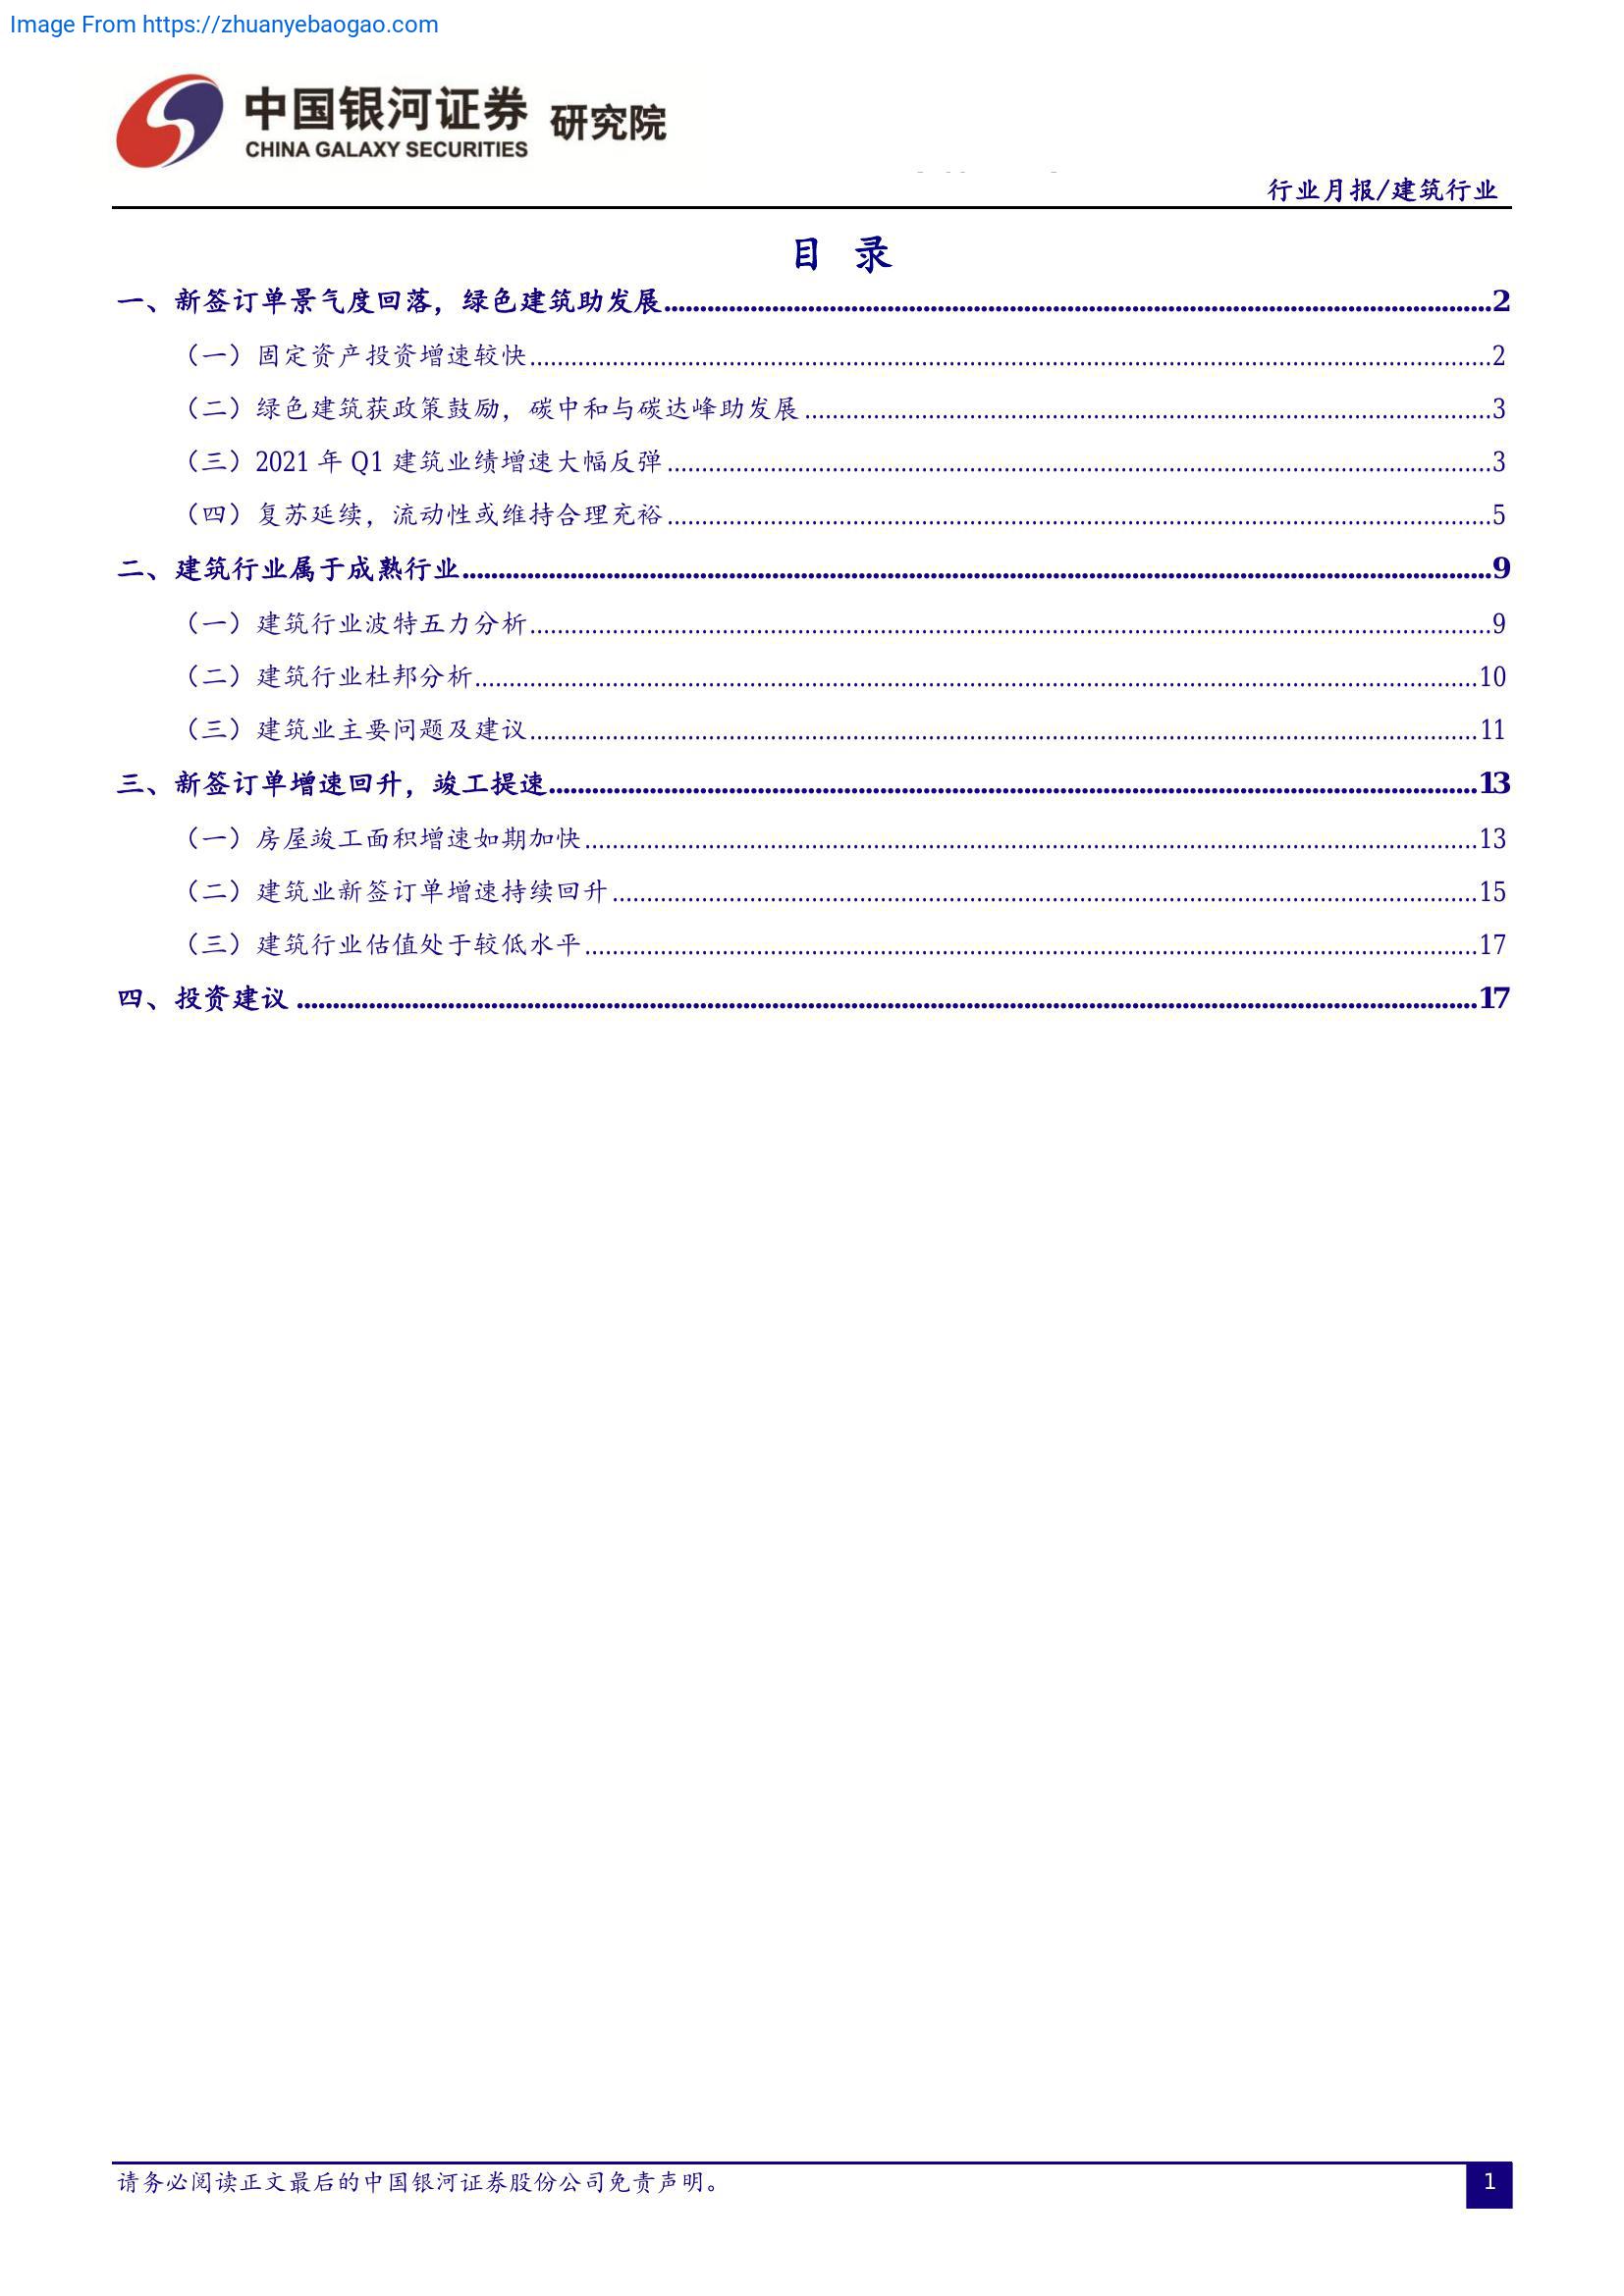 Image From https://zhuanyebaogao.com
中国银河证券 研究院
CHINA GALAXY SECURITIES
行业月报/建筑行业
目 录
一、新签订单景气度回落，绿色建筑助发展................2
（一）固定资产投资增速较快................2
（二）绿色建筑获政策鼓励，碳中和与碳达峰助发展................3
（三）2021 年 Q1 建筑业绩增速大幅反弹................3
（四）复苏延续，流动性或维持合理充裕................5
二、建筑行业属于成熟行业................9
（一）建筑行业波特五力分析................9
（二）建筑行业杜邦分析................10
（三）建筑业主要问题及建议................11
三、新签订单增速回升，竣工提速................13
（一）房屋竣工面积增速如期加快................13
（二）建筑业新签订单增速持续回升................15
（三）建筑行业估值处于较低水平................17
四、投资建议................17
请务必阅读正文最后的中国银河证券股份公司免责声明。
1